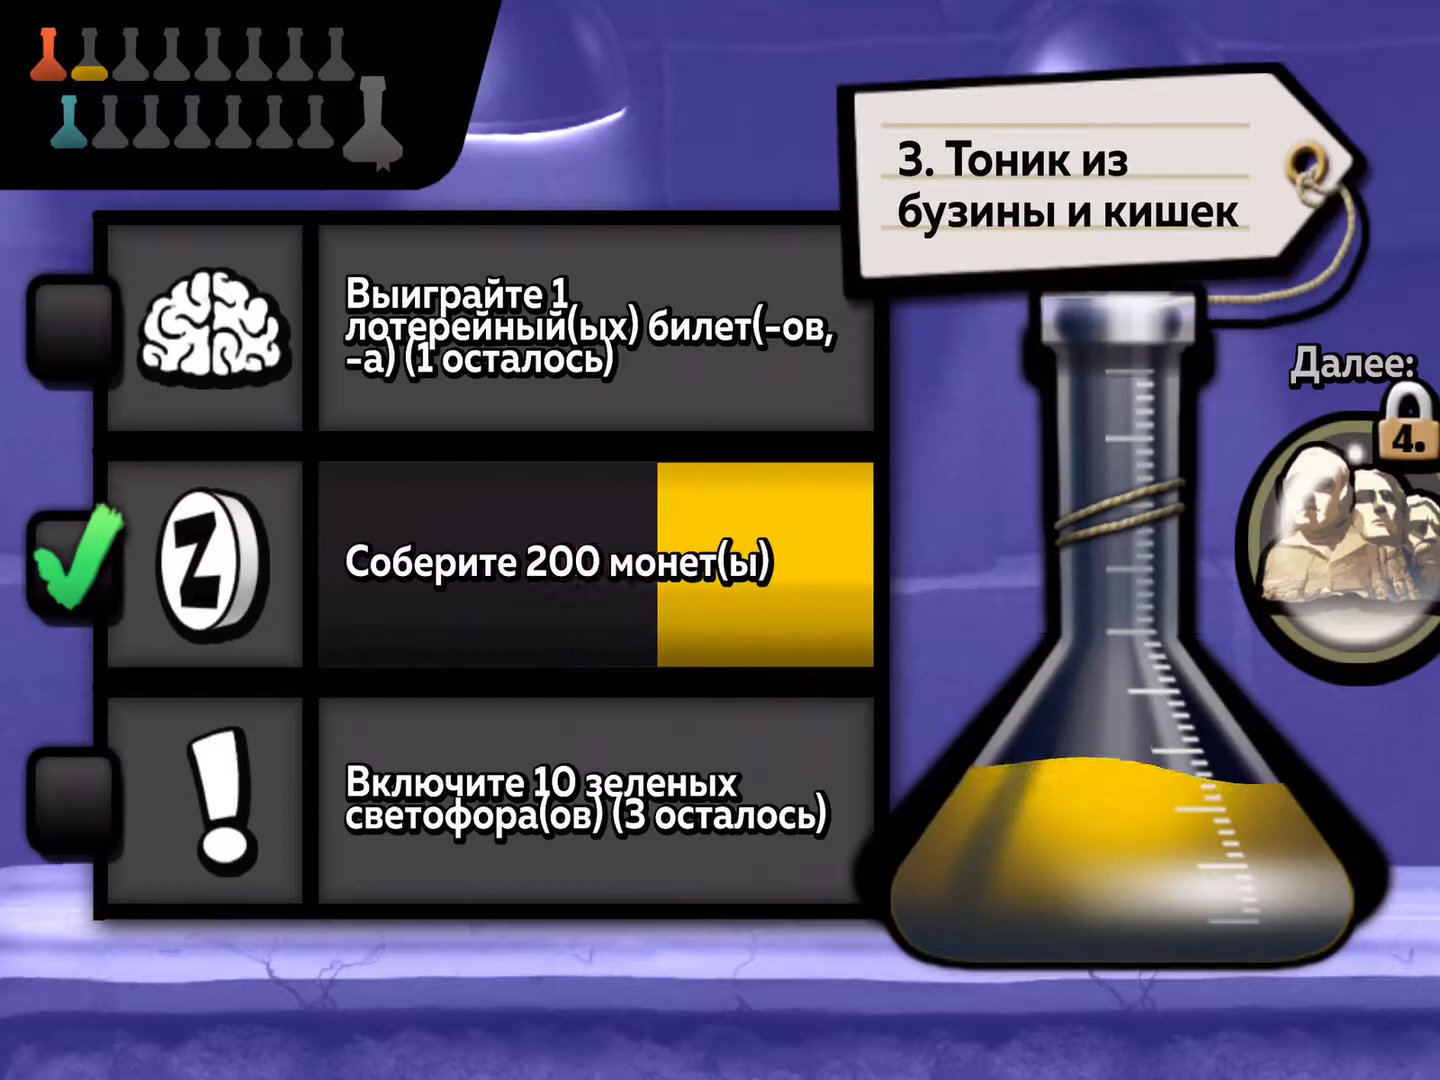 3. Тоник из
бузины и кишек
Выиграйте 1
лотерейный(ых) билет(-ов,
-а) (1 осталось)
Далее:
4.
Z
Соберите 200 монет(ы)
!
Включите 10 зеленых
светофора(ов) (3 осталось)